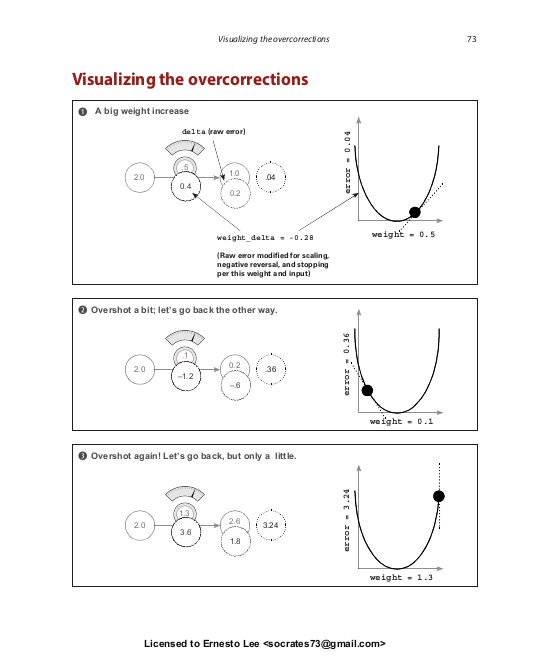 Visualizing the overcorrections 73
Visualizing the overcorrections
1 A big weight increase
delta (raw error)
2.0
.5
0.4
1.0
0.2
.04
error = 0.04
weight = 0.5
weight_delta = -0.28
(Raw error modified for scaling,
negative reversal, and stopping
per this weight and input)
2 Overshot a bit; let's go back the other way.
2.0
.1
–1.2
0.2
–.6
.36
error = 0.36
weight = 0.1
3 Overshot again! Let's go back, but only a little.
2.0
1.3
3.6
2.6
1.8
3.24
error = 3.24
weight = 1.3
Licensed to Ernesto Lee <socrates73@gmail.com>